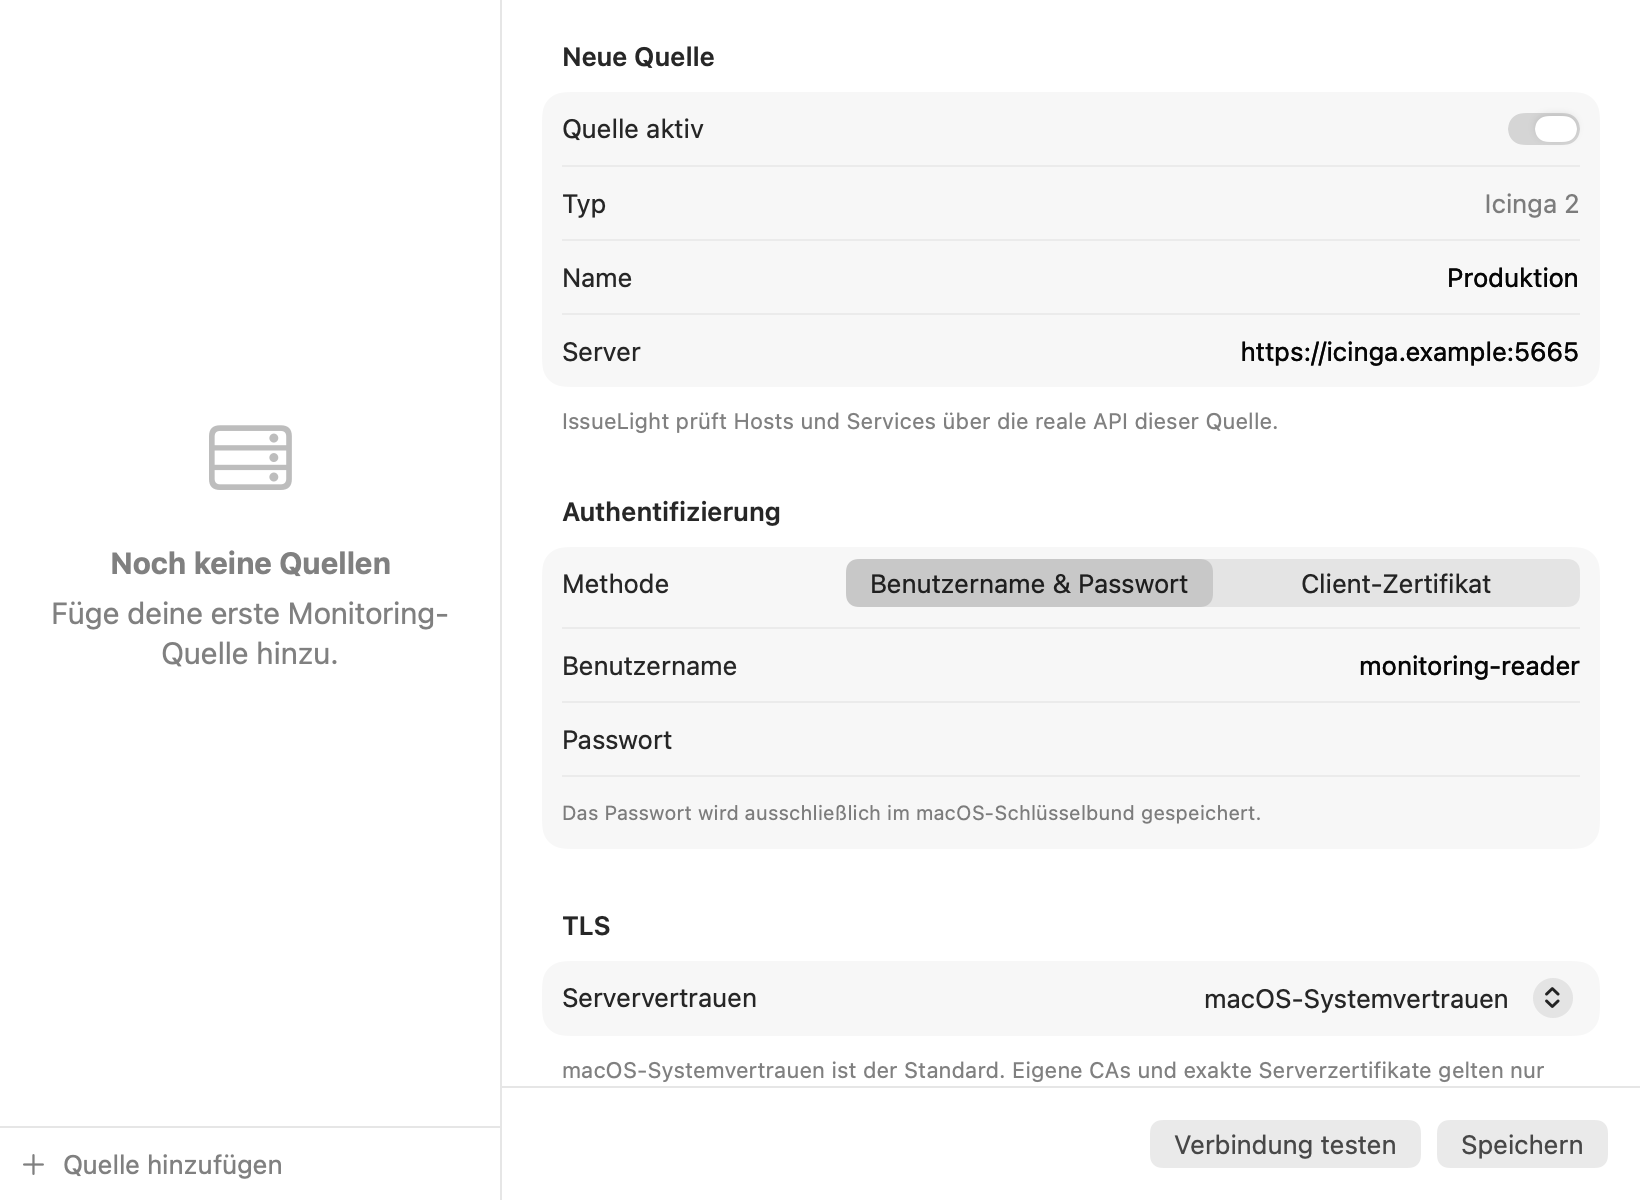 Noch keine Quellen
Füge deine erste Monitoring-
Quelle hinzu.
Quelle hinzufügen
Neue Quelle
Quelle aktiv
Typ Icinga 2
Name Produktion
Server https://icinga.example:5665
IssueLight prüft Hosts und Services über die reale API dieser Quelle.
Authentifizierung
Methode Benutzername & Passwort Client-Zertifikat
Benutzername monitoring-reader
Passwort
Das Passwort wird ausschließlich im macOS-Schlüsselbund gespeichert.
TLS
Serververtrauen macOS-Systemvertrauen
macOS-Systemvertrauen ist der Standard. Eigene CAs und exakte Serverzertifikate gelten nur
Verbindung testen Speichern